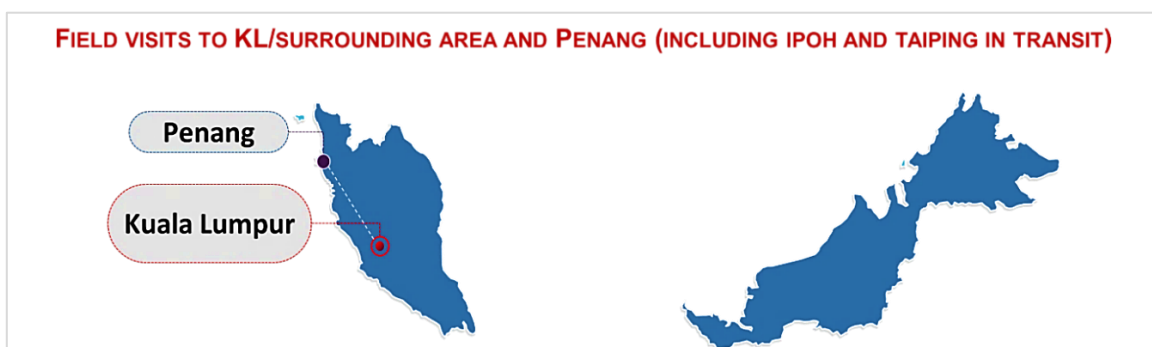 FIELD VISITS TO KL/SURROUNDING AREA AND PENANG (INCLUDING IPOH AND TAIPING IN TRANSIT)
Penang
Kuala Lumpur